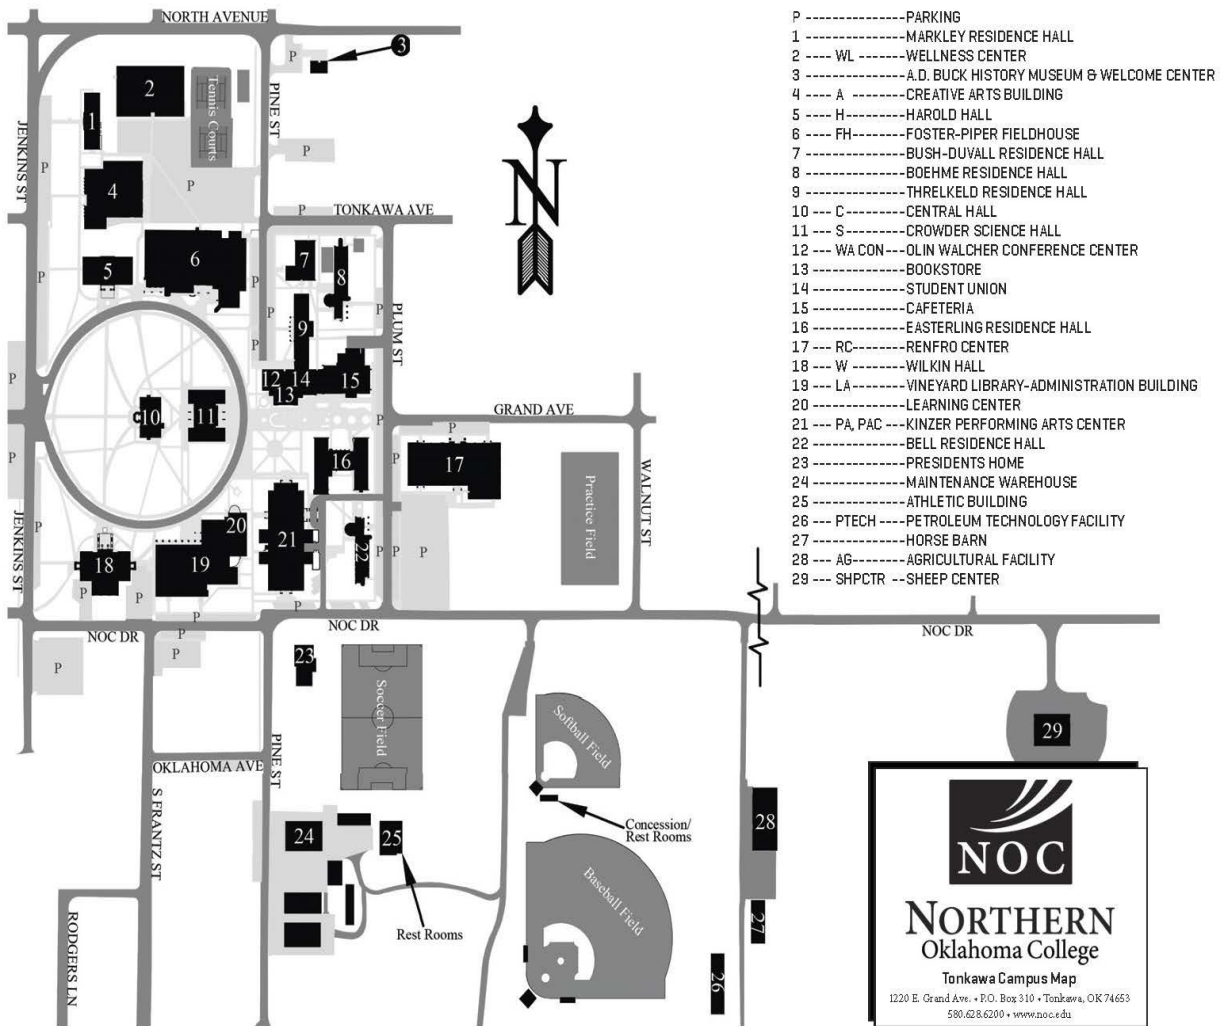 NORTH AVENUE
3
P
2
Tennis Courts
PINE ST
1
JENKINS ST
P
P
4
P
P
TONKAWA AVE
6
7
5
8
P
P
P
P
PLUM ST
9
P
P
12
14
15
13
10
11
GRAND AVE
P
P
P
16
P
17
WALNUT ST
Practice Field
JENKINS ST
P
20
21
22
18
19
P
P
P
P
P
P
P
NOC DR
P
NOC DR
P
P
23
Soccer Field
Softball Field
29
PINE ST
OKLAHOMA AVE
S FRANTZ ST
24
25
Concession/
Rest Rooms
28
Baseball Field
Rest Rooms
27
26
RODGERS LN
N
P ---------------PARKING
1 ---------------MARKLEY RESIDENCE HALL
2 ---- WL -------WELLNESS CENTER
3 ---------------A.D. BUCK HISTORY MUSEUM & WELCOME CENTER
4 ---- A --------CREATIVE ARTS BUILDING
5 ---- H---------HAROLD HALL
6 ---- FH--------FOSTER-PIPER FIELDHOUSE
7 ---------------BUSH-DUVALL RESIDENCE HALL
8 ---------------BOEHME RESIDENCE HALL
9 ---------------THRELKELD RESIDENCE HALL
10 --- C---------CENTRAL HALL
11 --- S---------CROWDER SCIENCE HALL
12 --- WA CON---OLIN WALCHER CONFERENCE CENTER
13 --------------BOOKSTORE
14 --------------STUDENT UNION
15 --------------CAFETERIA
16 --------------EASTERLING RESIDENCE HALL
17 --- RC--------RENFRO CENTER
18 --- W --------WILKIN HALL
19 --- LA--------VINEYARD LIBRARY-ADMINISTRATION BUILDING
20 --------------LEARNING CENTER
21 --- PA, PAC ---KINZER PERFORMING ARTS CENTER
22 --------------BELL RESIDENCE HALL
23 --------------PRESIDENTS HOME
24 --------------MAINTENANCE WAREHOUSE
25 --------------ATHLETIC BUILDING
26 --- PTECH ----PETROLEUM TECHNOLOGY FACILITY
27 --------------HORSE BARN
28 --- AG--------AGRICULTURAL FACILITY
29 --- SHPCTR --SHEEP CENTER
NOC
NORTHERN
Oklahoma College
Tonkawa Campus Map
1220 E. Grand Ave. • P.O. Box 310 • Tonkawa, OK 74653
580.628.6200 • www.noc.edu